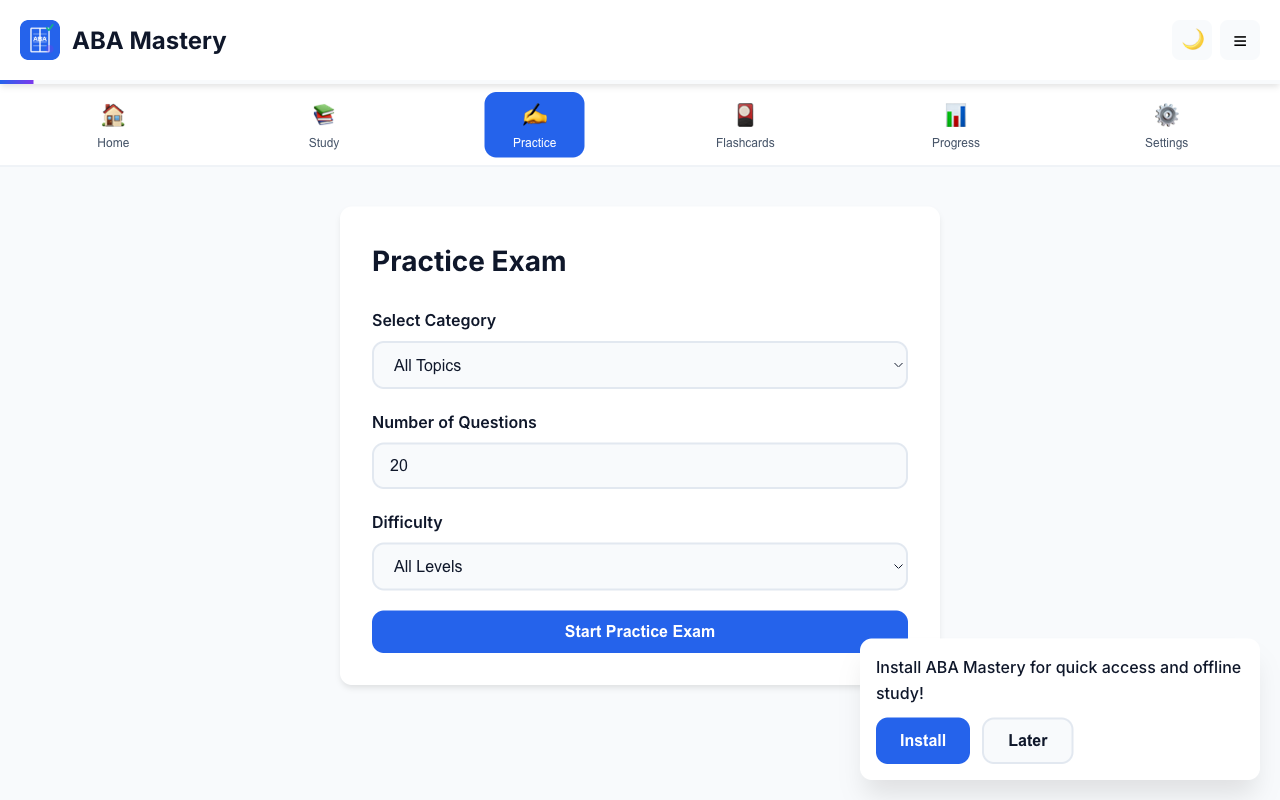 ABA Mastery
Home
Study
Practice
Flashcards
Progress
Settings
Practice Exam
Select Category
All Topics
Number of Questions
20
Difficulty
All Levels
Start Practice Exam
Install ABA Mastery for quick access and offline
study!
Install
Later